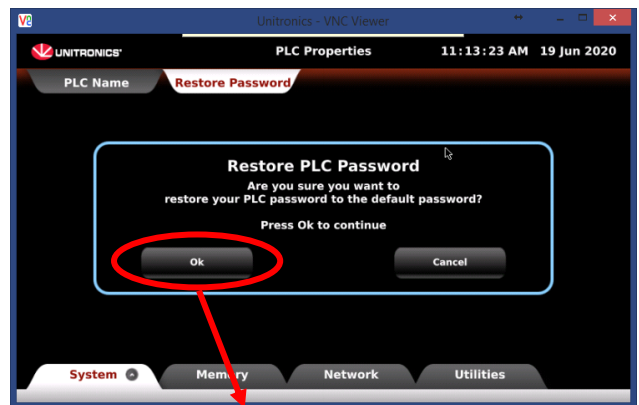 V2 Unitronics - VNC Viewer
UNITRONICS® PLC Properties 11:13:23 AM 19 Jun 2020
PLC Name Restore Password
Restore PLC Password
Are you sure you want to
restore your PLC password to the default password?
Press Ok to continue
Ok Cancel
System Memory Network Utilities